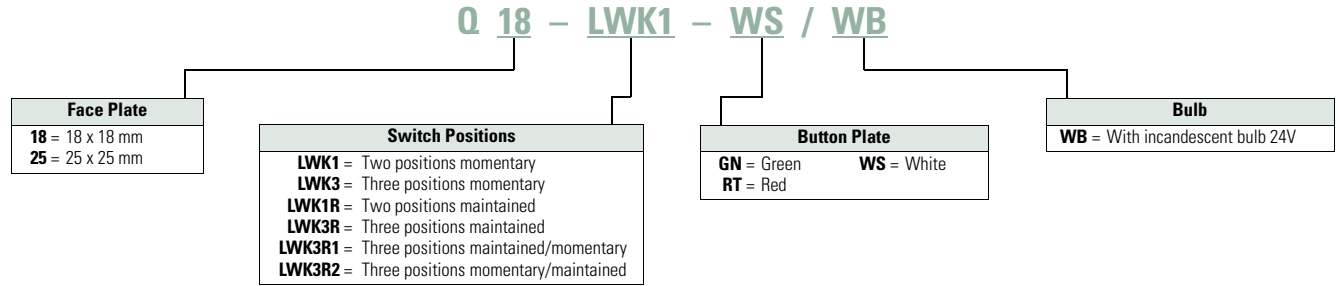 Q 18 – LWK1 – WS / WB
Face Plate
18 = 18 x 18 mm
25 = 25 x 25 mm
Switch Positions
LWK1 = Two positions momentary
LWK3 = Three positions momentary
LWK1R = Two positions maintained
LWK3R = Three positions maintained
LWK3R1 = Three positions maintained/momentary
LWK3R2 = Three positions momentary/maintained
Button Plate
GN = Green WS = White
RT = Red
Bulb
WB = With incandescent bulb 24V